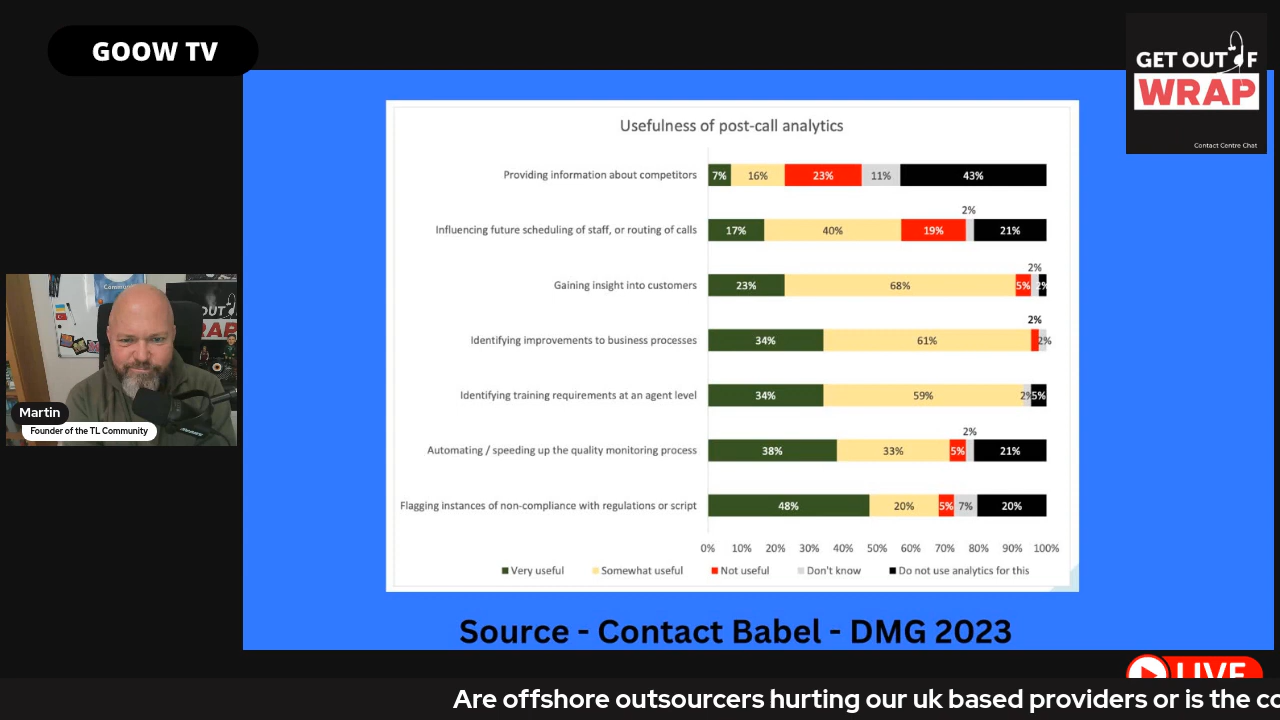 GOOW TV
GET OUT OF
WRAP
Contact Centre Chat
Usefulness of post-call analytics
Providing information about competitors
7% 16% 23% 11% 43%
2%
Influencing future scheduling of staff, or routing of calls
17% 40% 19% 21%
2%
Gaining insight into customers
23% 68% 5% 2%
2%
Identifying improvements to business processes
34% 61% 2%
Identifying training requirements at an agent level
34% 59% 2% 5%
2%
Automating / speeding up the quality monitoring process
38% 33% 5% 21%
Flagging instances of non-compliance with regulations or script
48% 20% 5% 7% 20%
0% 10% 20% 30% 40% 50% 60% 70% 80% 90% 100%
Very useful Somewhat useful Not useful Don't know Do not use analytics for this
Source - Contact Babel - DMG 2023
Martin
Founder of the TL Community
LIVE
Are offshore outsourcers hurting our uk based providers or is the